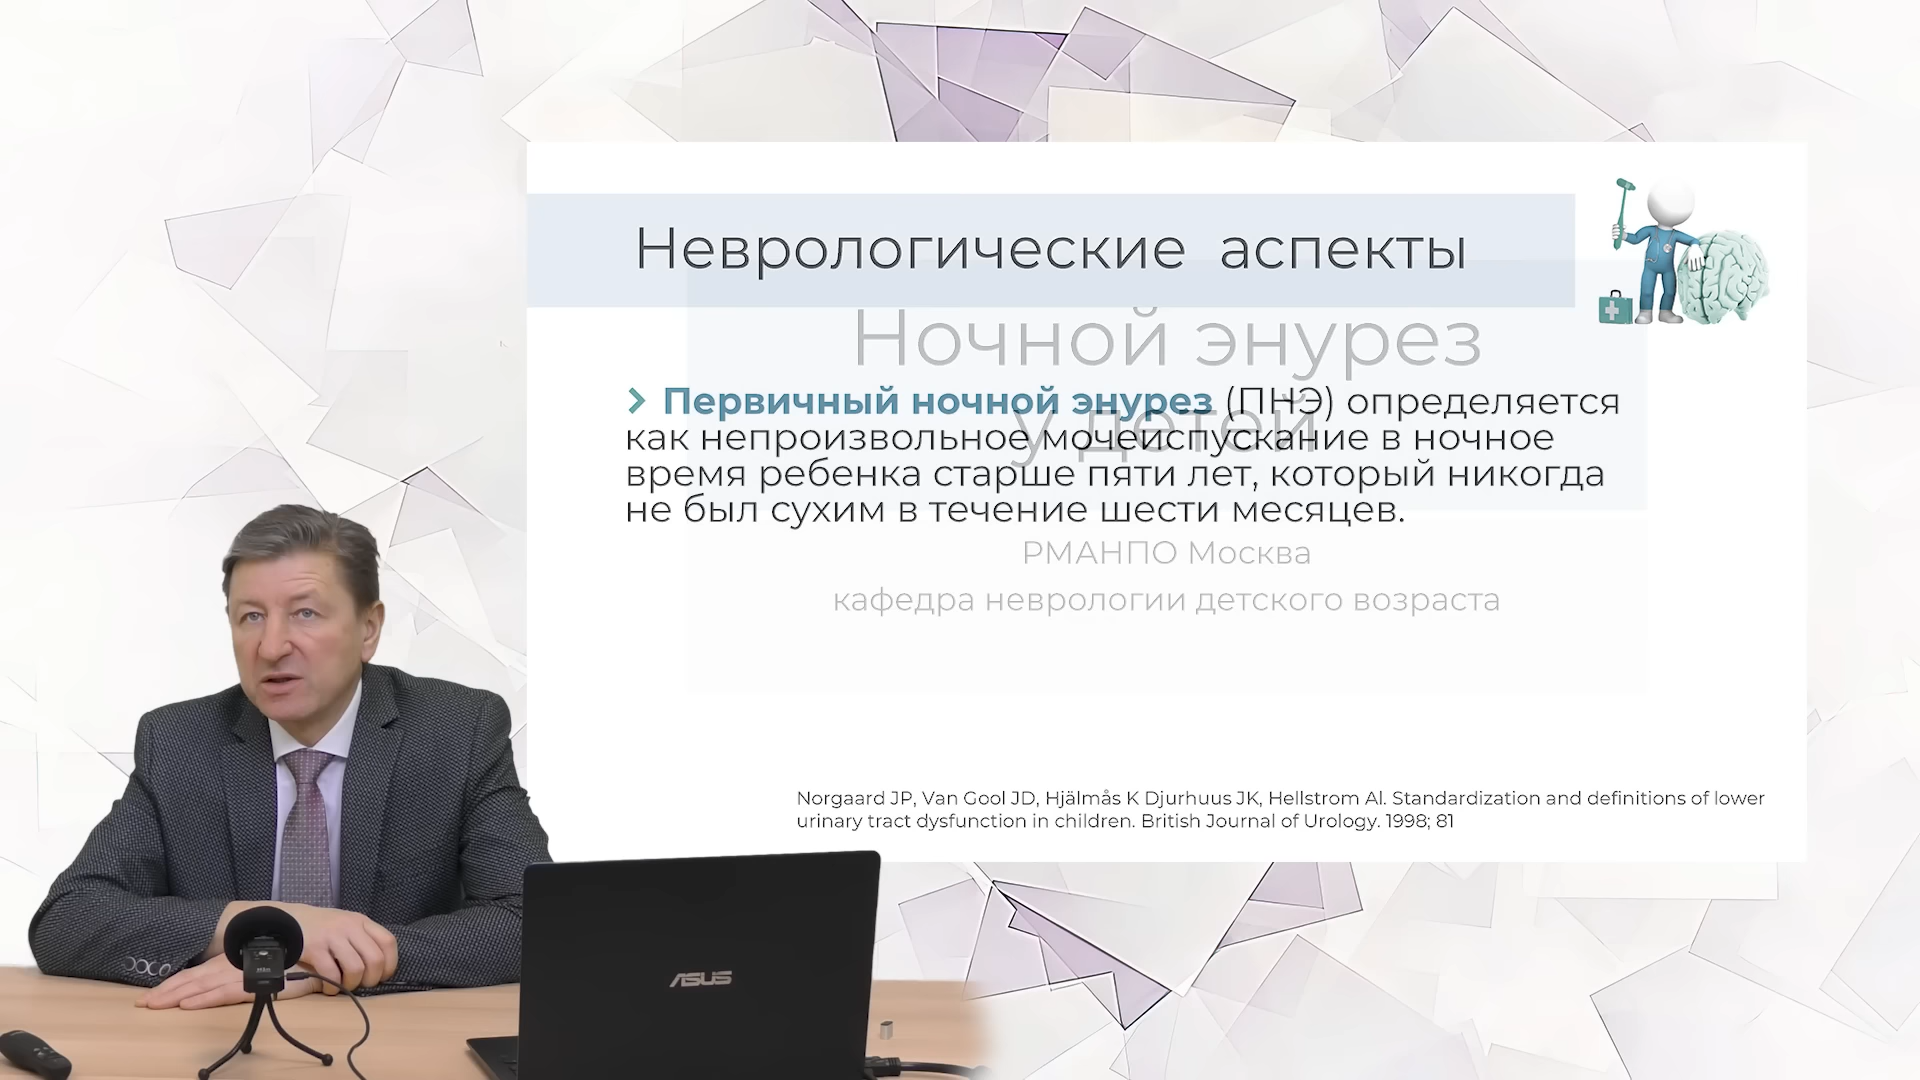 Неврологические аспекты
Ночной энурез
у детей
Первичный ночной энурез (ПНЭ) определяется
как непроизвольное мочеиспускание в ночное
время ребенка старше пяти лет, который никогда
не был сухим в течение шести месяцев.
РМАНПО Москва
кафедра неврологии детского возраста
Norgaard JP, Van Gool JD, Hjälmås K Djurhuus JK, Hellstrom Al. Standardization and definitions of lower
urinary tract dysfunction in children. British Journal of Urology. 1998; 81
ASUS